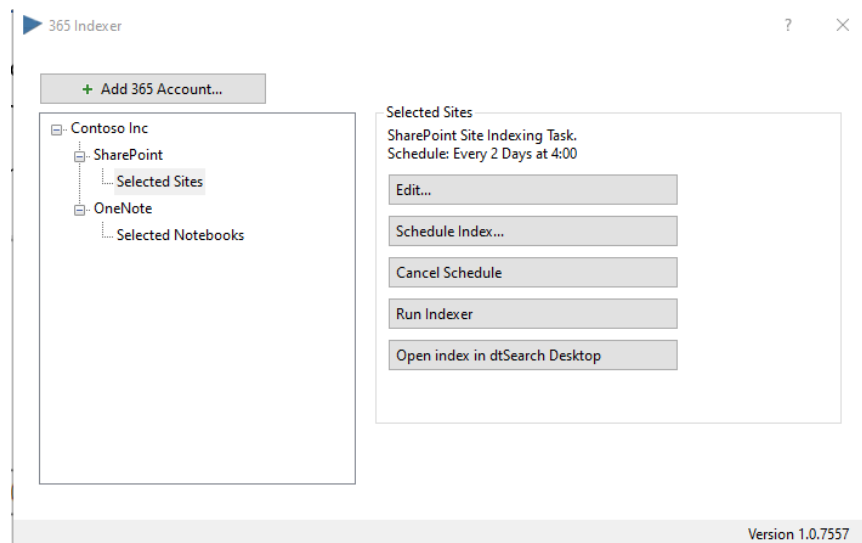 365 Indexer
?
+ Add 365 Account...
Contoso Inc
SharePoint
Selected Sites
OneNote
Selected Notebooks
Selected Sites
SharePoint Site Indexing Task.
Schedule: Every 2 Days at 4:00
Edit...
Schedule Index...
Cancel Schedule
Run Indexer
Open index in dtSearch Desktop
Version 1.0.7557